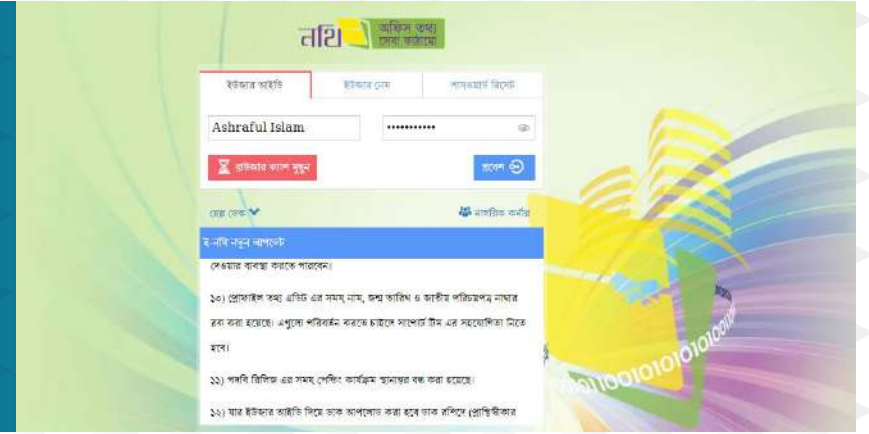 নথি অফিস তথ্য
সেবা কাঠামো
ইউজার আইডি ইউজার নেম পাসওয়ার্ড রিসেট
Ashraful Islam •••••••••••
ব্রাউজার ক্যাশ মুছুন প্রবেশ
হেল্প ডেস্ক নাগরিক কর্নার
ই-নথি নতুন আপডেট
দেওয়ার ব্যবস্থা করতে পারবেন।
১০) প্রোফাইল তথ্য এডিট এর সময় নাম, জন্ম তারিখ ও জাতীয় পরিচয়পত্র নাম্বার
ব্লক করা হয়েছে। এগুলো পরিবর্তন করতে চাইলে সাপোর্ট টিম এর সহযোগিতা নিতে
হবে।
১১) পদবি রিলিজ এর সময় পেন্ডিং কার্যক্রম স্থানান্তর বন্ধ করা হয়েছে।
১২) যার ইউজার আইডি দিয়ে ডাক আপলোড করা হবে ডাক রশিদে (প্রাপ্তিস্বীকার
01100101010101001